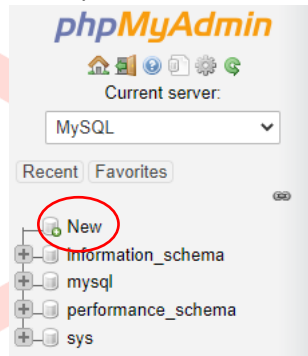 phpMyAdmin
Current server:
MySQL
Recent Favorites
New
information_schema
mysql
performance_schema
sys